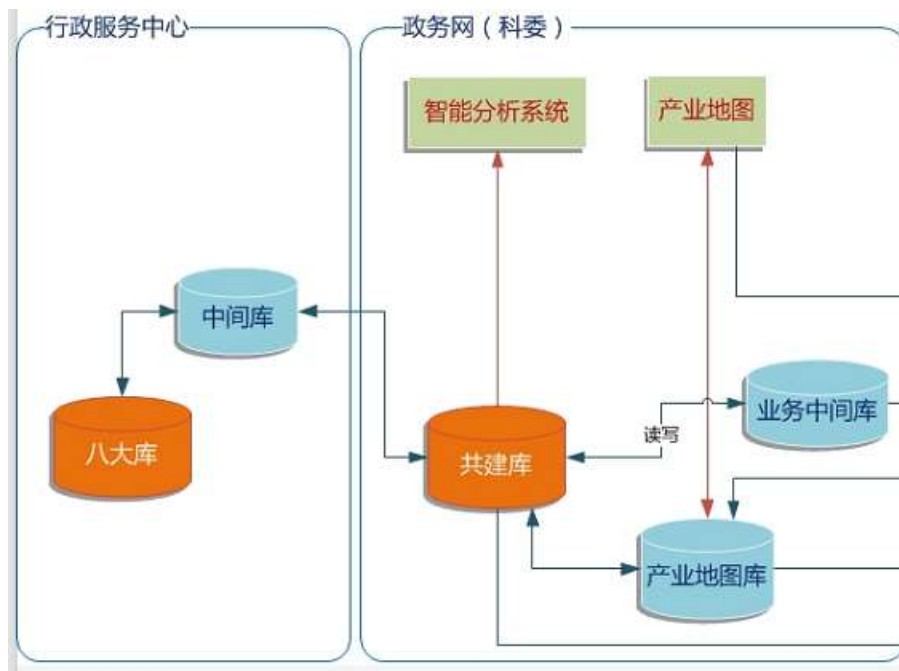 行政服务中心
政务网（科委）
智能分析系统
产业地图
中间库
业务中间库
读写
八大库
共建库
产业地图库